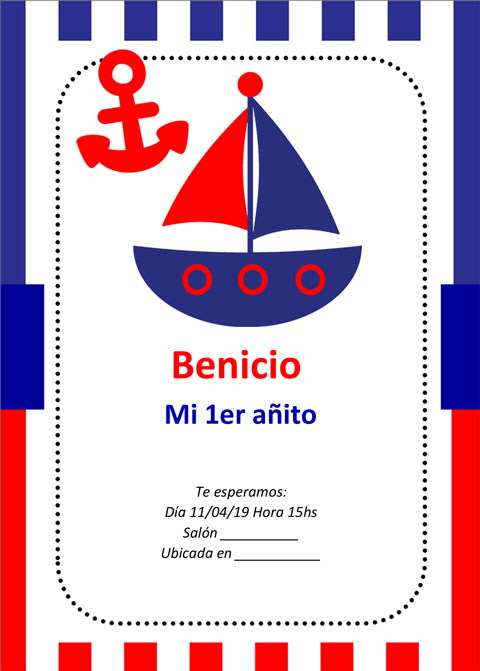 Benicio
Mi 1er añito
Te esperamos:
Día 11/04/19 Hora 15hs
Salón __________
Ubicada en ___________